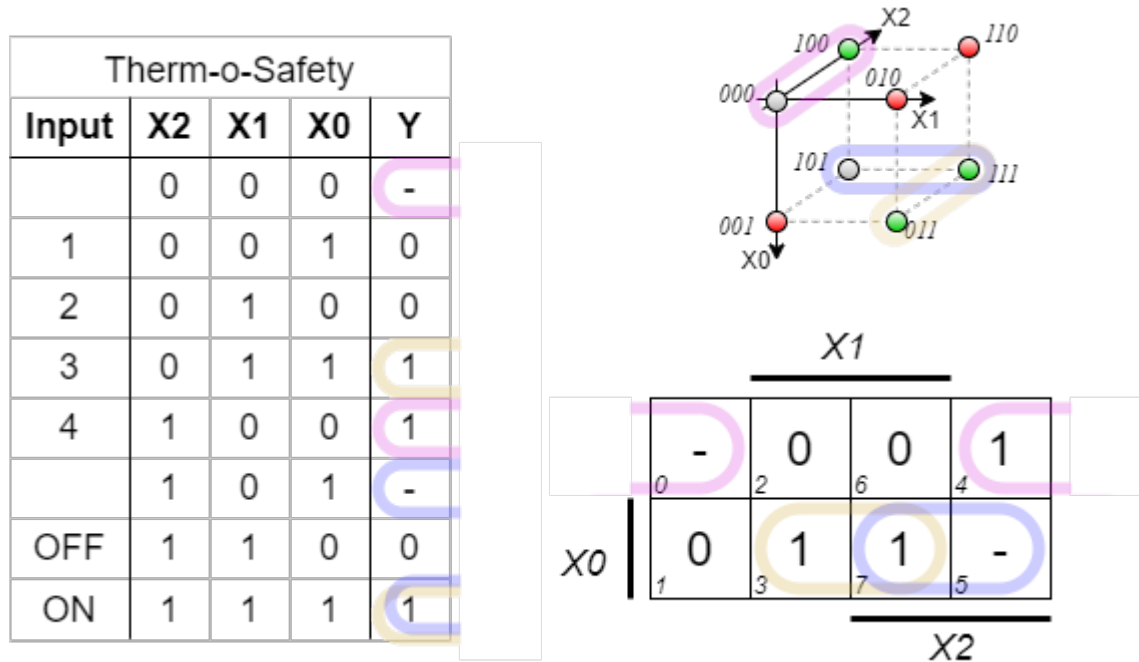 Therm-o-Safety
Input X2 X1 X0 Y
0 0 0 -
1 0 0 1 0
2 0 1 0 0
3 0 1 1 1
4 1 0 0 1
1 0 1 -
OFF 1 1 0 0
ON 1 1 1 1
X2
100
110
000
010
X1
101
111
001
011
X0
X1
- 0 0 1
0 2 6 4
X0
0 1 1 -
1 3 7 5
X2